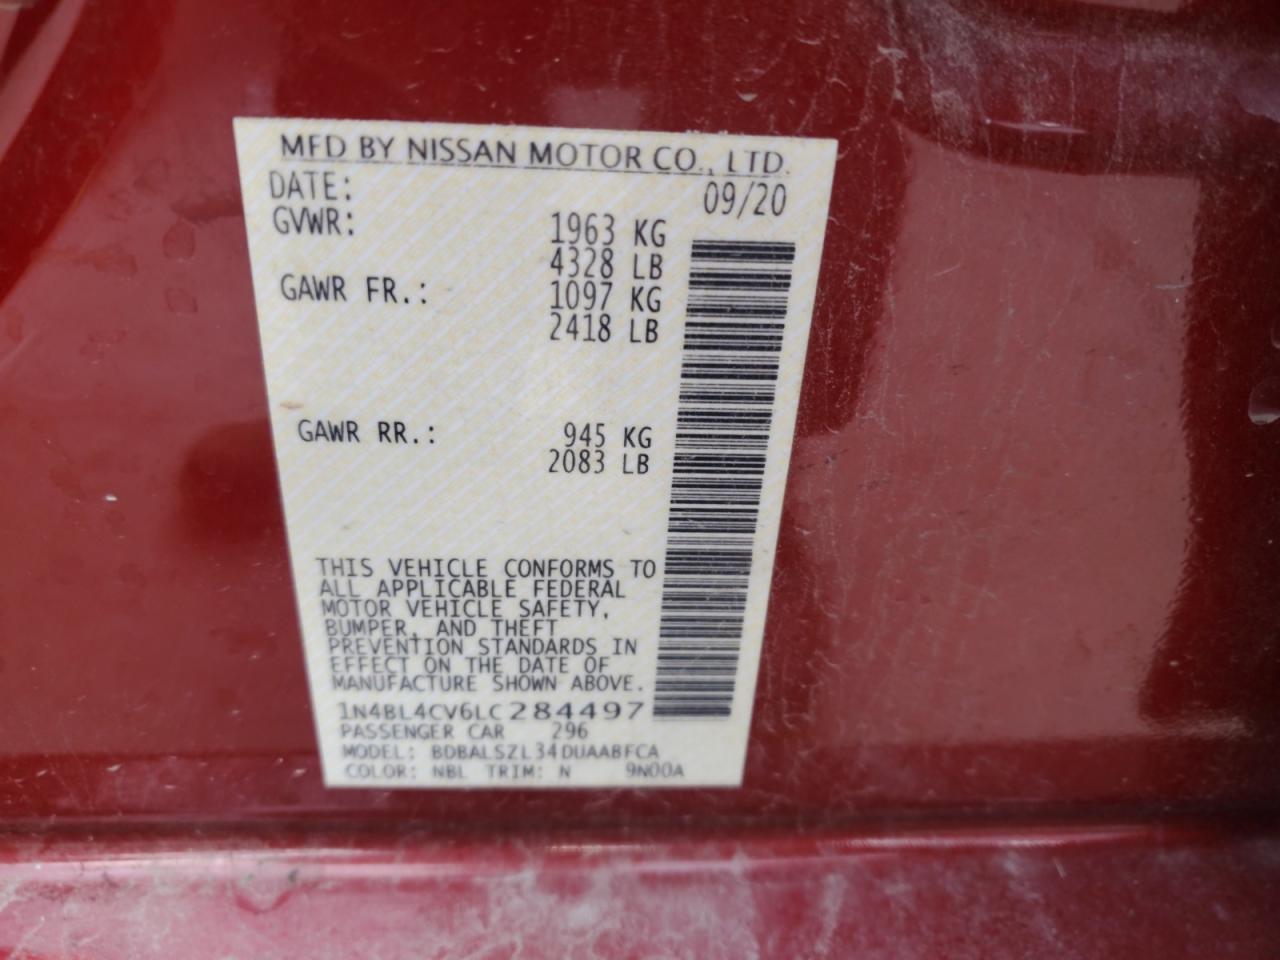 MFD BY NISSAN MOTOR CO., LTD.
DATE: 09/20
GVWR: 1963 KG
4328 LB
GAWR FR.: 1097 KG
2418 LB
GAWR RR.: 945 KG
2083 LB
THIS VEHICLE CONFORMS TO
ALL APPLICABLE FEDERAL
MOTOR VEHICLE SAFETY,
BUMPER, AND THEFT
PREVENTION STANDARDS IN
EFFECT ON THE DATE OF
MANUFACTURE SHOWN ABOVE.
1N4BL4CV6LC284497
PASSENGER CAR 296
MODEL: BDBALSZL34DUAABFCA
COLOR: NBL TRIM: N 9N00A